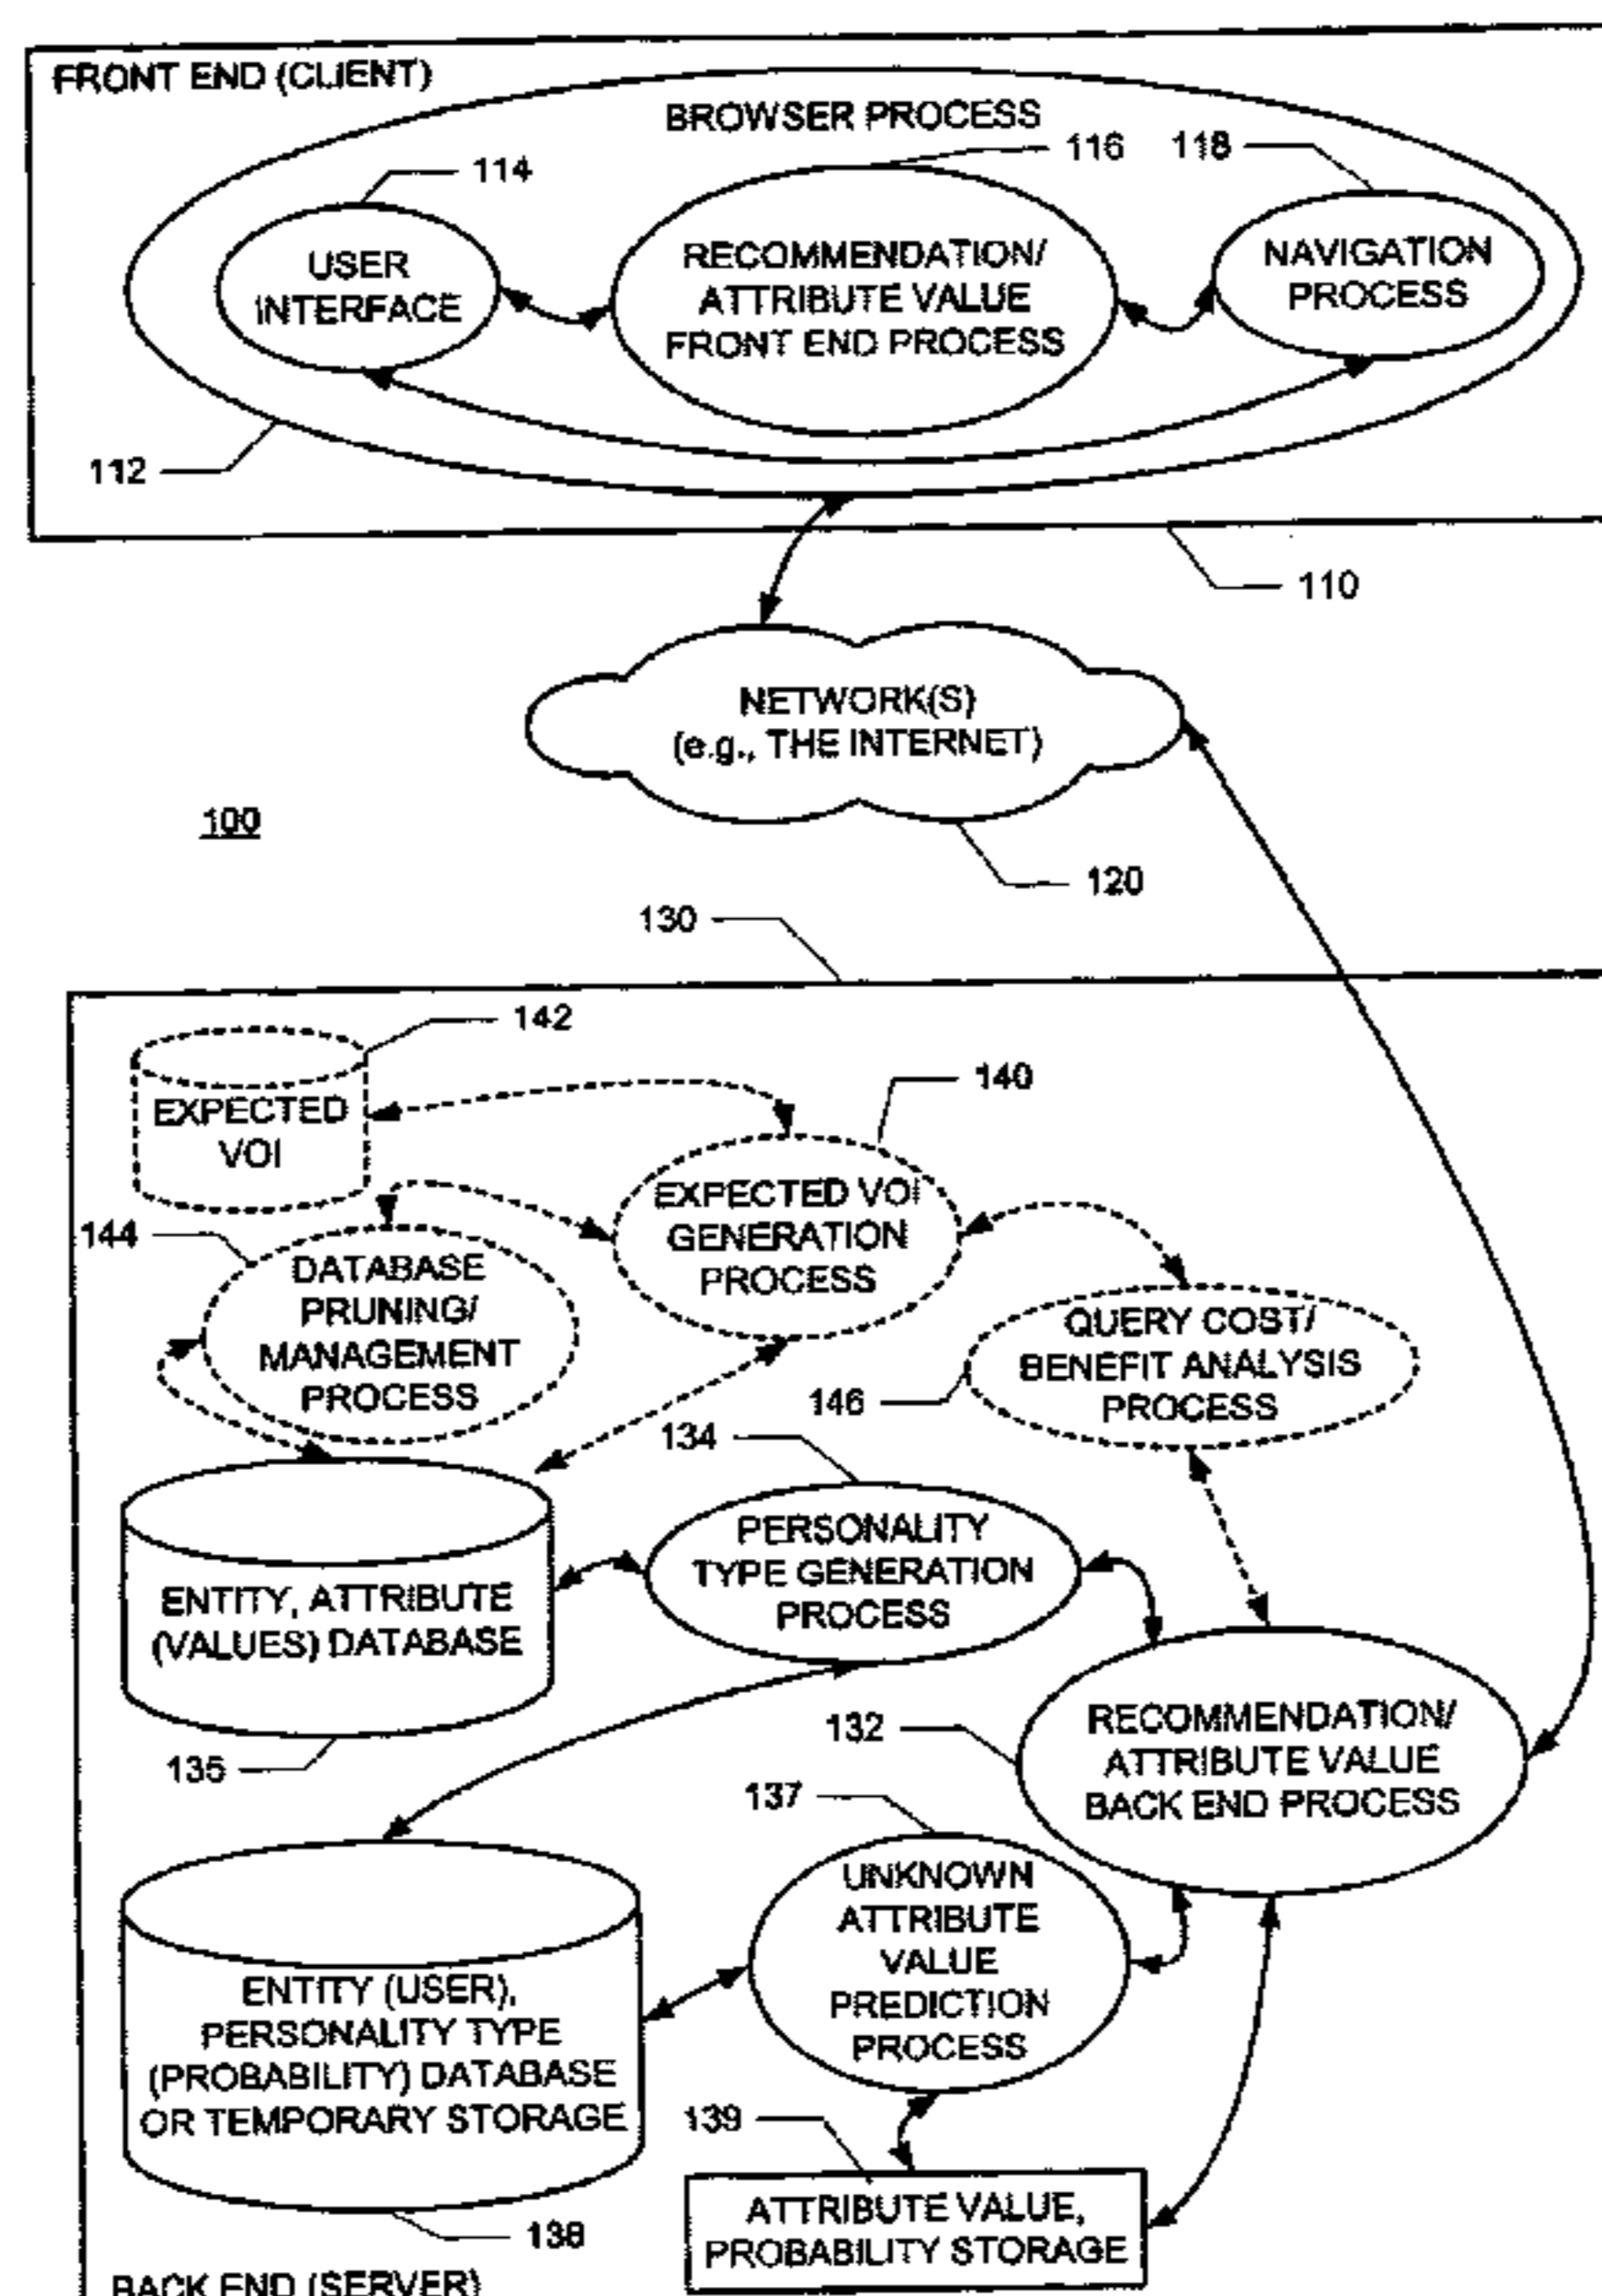 FRONT END (CLIENT)
BROWSER PROCESS
114
116
118
USER
INTERFACE
RECOMMENDATION/
ATTRIBUTE VALUE
FRONT END PROCESS
NAVIGATION
PROCESS
112
110
NETWORK(S)
(e.g., THE INTERNET)
100
120
130
142
EXPECTED
VOI
140
EXPECTED VOI
GENERATION
PROCESS
144
DATABASE
PRUNING/
MANAGEMENT
PROCESS
QUERY COST/
BENEFIT ANALYSIS
PROCESS
146
134
PERSONALITY
TYPE GENERATION
PROCESS
ENTITY, ATTRIBUTE
(VALUES) DATABASE
135
132
RECOMMENDATION/
ATTRIBUTE VALUE
BACK END PROCESS
137
UNKNOWN
ATTRIBUTE
VALUE
PREDICTION
PROCESS
ENTITY (USER),
PERSONALITY TYPE
(PROBABILITY) DATABASE
OR TEMPORARY STORAGE
139
138
ATTRIBUTE VALUE,
PROBABILITY STORAGE
BACK END (SERVER)